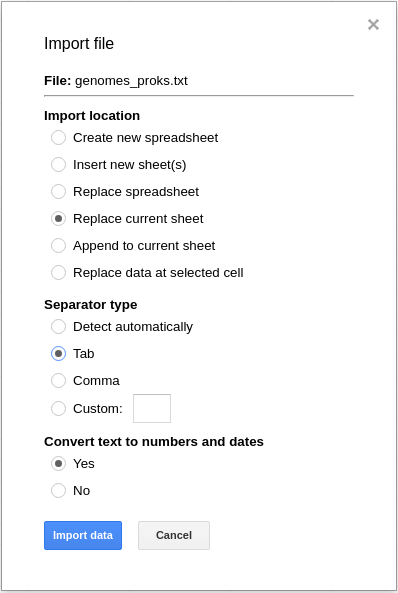 Import file
File: genomes_proks.txt
Import location
Create new spreadsheet
Insert new sheet(s)
Replace spreadsheet
Replace current sheet
Append to current sheet
Replace data at selected cell
Separator type
Detect automatically
Tab
Comma
Custom:
Convert text to numbers and dates
Yes
No
Import data Cancel